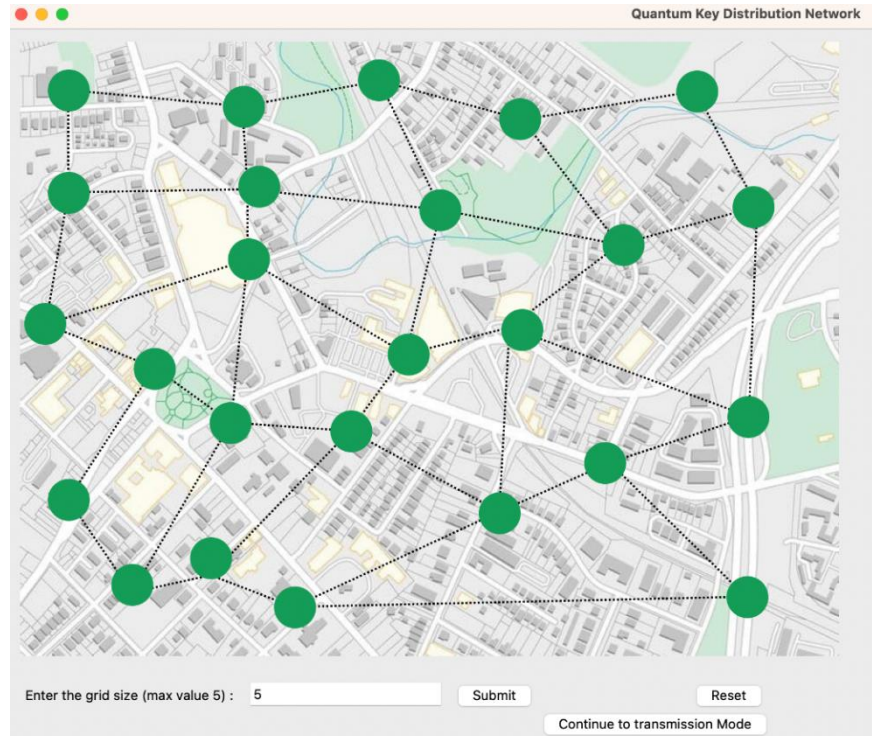 Quantum Key Distribution Network
Enter the grid size (max value 5) : 5 Submit Reset
Continue to transmission Mode